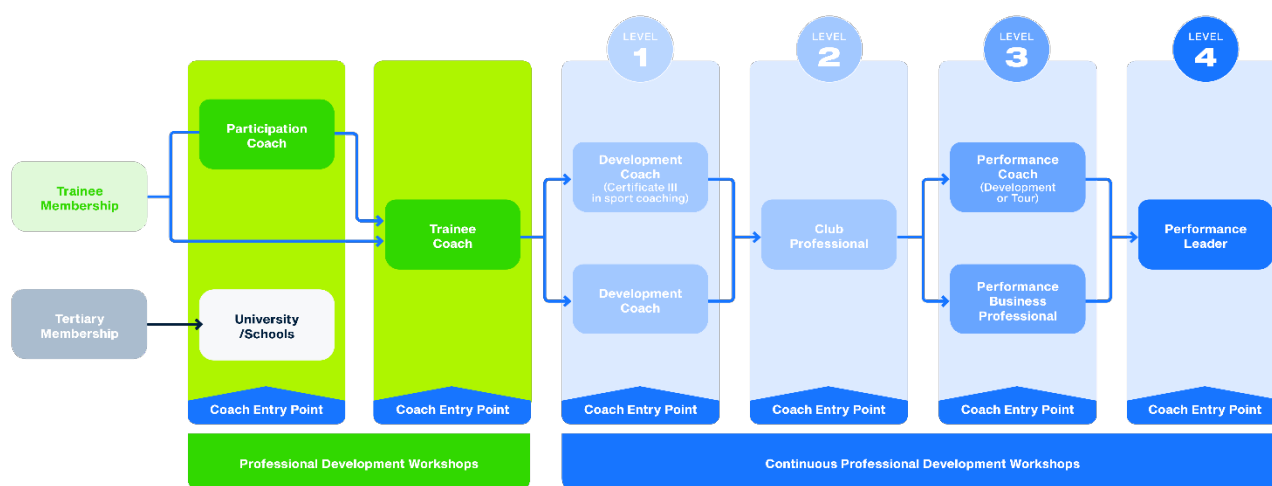 LEVEL
1
LEVEL
2
LEVEL
3
LEVEL
4
Participation
Coach
Trainee
Membership
Trainee
Coach
Development
Coach
(Certificate III
in sport coaching)
Development
Coach
Club
Professional
Performance
Coach
(Development
or Tour)
Performance
Business
Professional
Performance
Leader
Tertiary
Membership
University
/Schools
Coach Entry Point
Coach Entry Point
Coach Entry Point
Coach Entry Point
Coach Entry Point
Coach Entry Point
Professional Development Workshops
Continuous Professional Development Workshops